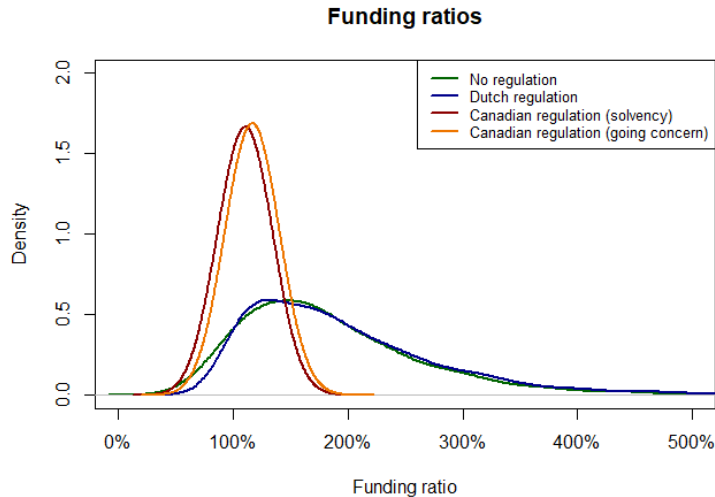 Funding ratios
No regulation
Dutch regulation
Canadian regulation (solvency)
Canadian regulation (going concern)
2.0
1.5
1.0
0.5
0.0
Density
0%
100%
200%
300%
400%
500%
Funding ratio